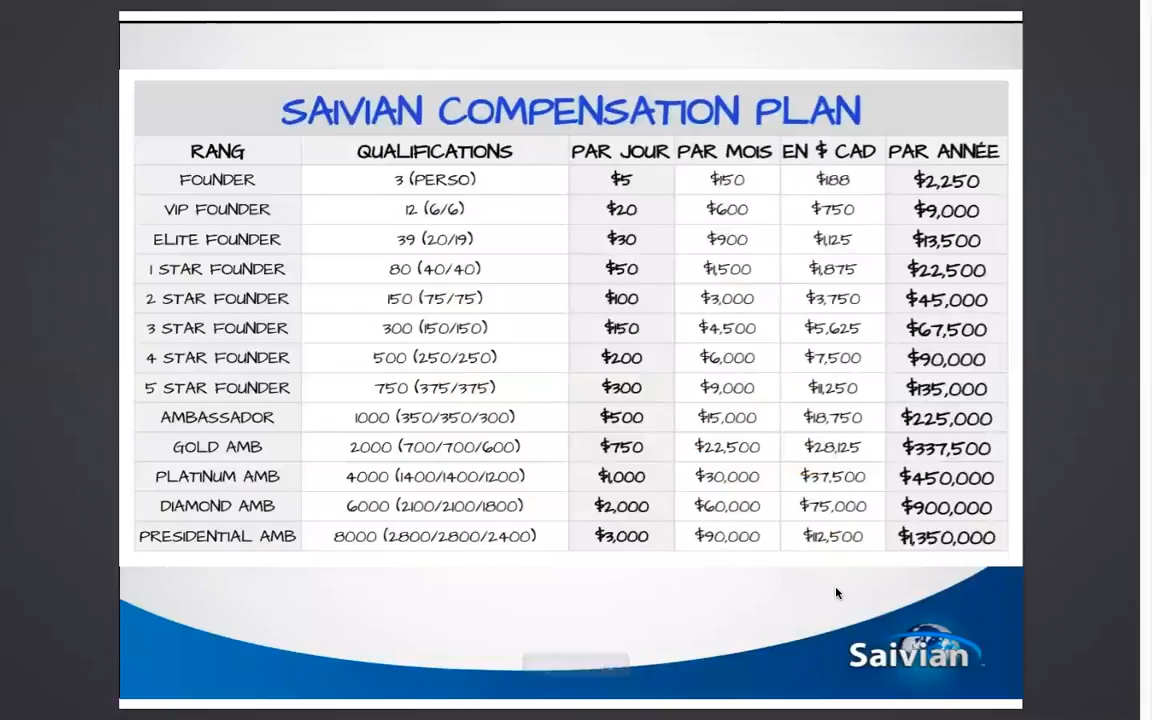 SAIVIAN COMPENSATION PLAN
RANG QUALIFICATIONS PAR JOUR PAR MOIS EN $ CAD PAR ANNÉE
FOUNDER 3 (PERSO) $5 $150 $188 $2,250
VIP FOUNDER 12 (6/6) $20 $600 $750 $9,000
ELITE FOUNDER 39 (20/19) $30 $900 $1,125 $13,500
1 STAR FOUNDER 80 (40/40) $50 $1,500 $1,875 $22,500
2 STAR FOUNDER 150 (75/75) $100 $3,000 $3,750 $45,000
3 STAR FOUNDER 300 (150/150) $150 $4,500 $5,625 $67,500
4 STAR FOUNDER 500 (250/250) $200 $6,000 $7,500 $90,000
5 STAR FOUNDER 750 (375/375) $300 $9,000 $11,250 $135,000
AMBASSADOR 1000 (350/350/300) $500 $15,000 $18,750 $225,000
GOLD AMB 2000 (700/700/600) $750 $22,500 $28,125 $337,500
PLATINUM AMB 4000 (1400/1400/1200) $1,000 $30,000 $37,500 $450,000
DIAMOND AMB 6000 (2100/2100/1800) $2,000 $60,000 $75,000 $900,000
PRESIDENTIAL AMB 8000 (2800/2800/2400) $3,000 $90,000 $112,500 $1,350,000
Saivian